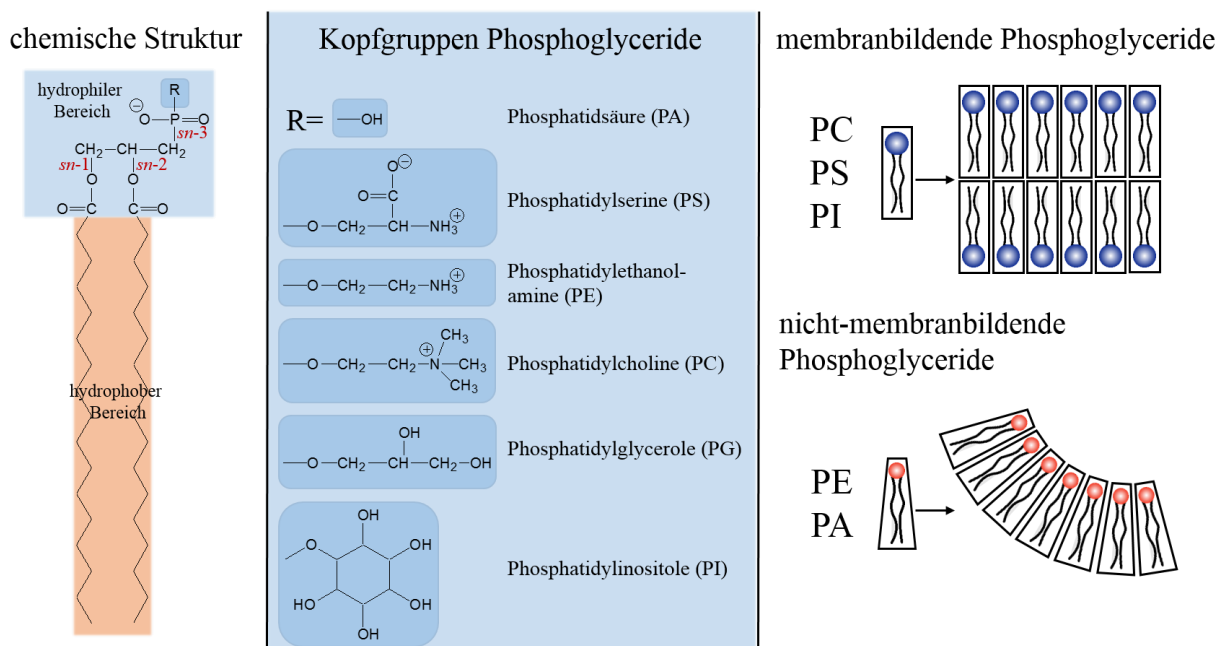 chemische Struktur
hydrophiler
Bereich
R
⊖
O—P=O
sn-3
CH₂—CH—CH₂
sn-1
sn-2
O
O
O=C
C=O
hydrophober
Bereich
Kopfgruppen Phosphoglyceride
R= —OH
Phosphatidsäure (PA)
O⊖
O=C
—O—CH₂—CH—NH₃⊕
Phosphatidylserine (PS)
—O—CH₂—CH₂—NH₃⊕
Phosphatidylethanol-
amine (PE)
CH₃
⊕
—O—CH₂—CH₂—N—CH₃
CH₃
Phosphatidylcholine (PC)
OH
—O—CH₂—CH—CH₂—OH
Phosphatidylglycerole (PG)
OH
O
OH
HO
OH
OH
Phosphatidylinositole (PI)
membranbildende Phosphoglyceride
PC
PS
PI
nicht-membranbildende
Phosphoglyceride
PE
PA